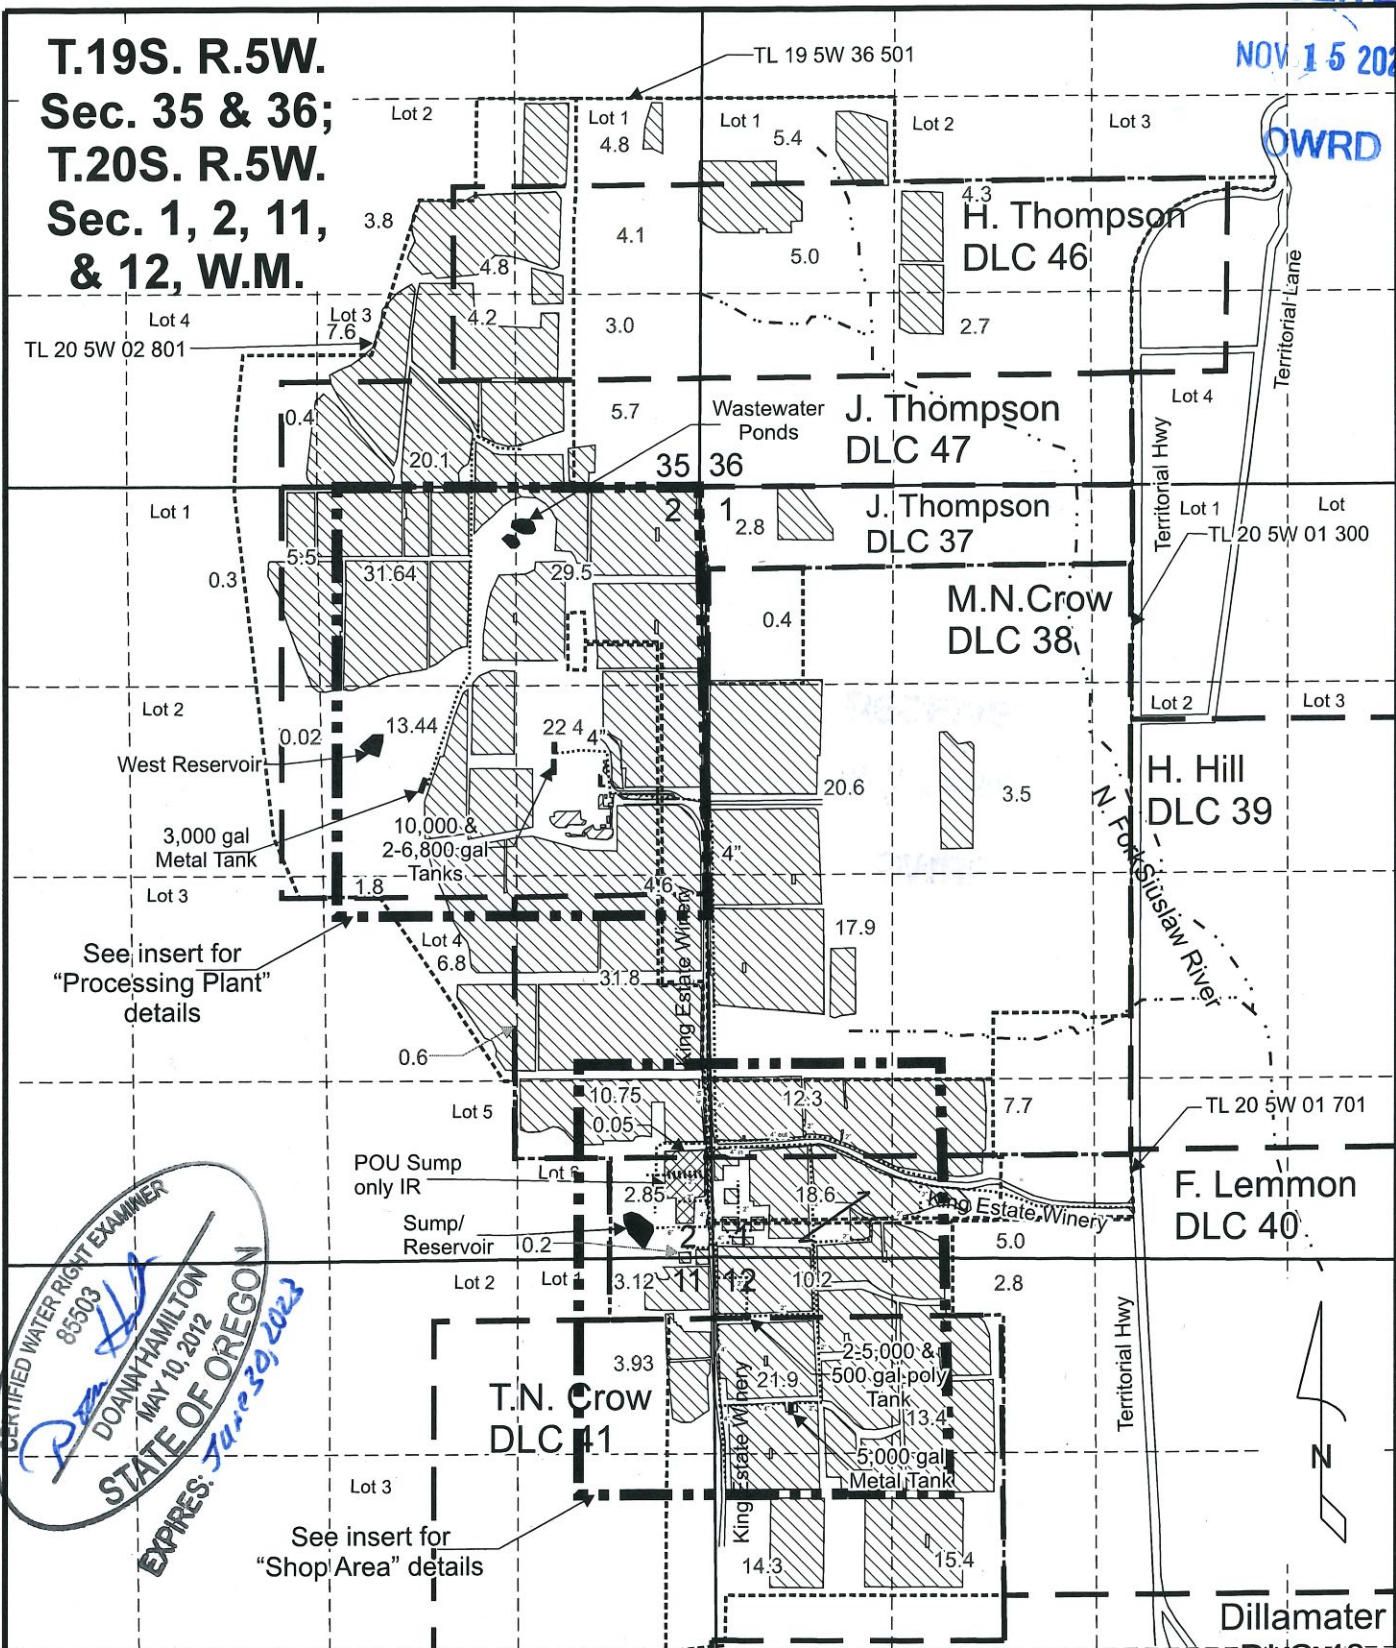 T.19S. R.5W.
Sec. 35 & 36;
T.20S. R.5W.
Sec. 1, 2, 11,
& 12, W.M.
TL 19 5W 36 501
NOV 15 202
OWRD
Lot 2
Lot 1
4.8
Lot 1
5.4
Lot 2
Lot 3
3.8
4.8
4.1
5.0
4.3
H. Thompson
DLC 46
Territorial Lane
Lot 4
Lot 3
7.6
4.2
3.0
2.7
TL 20 5W 02 801
0.4
20.1
5.7
Wastewater
Ponds
J. Thompson
DLC 47
Lot 4
35
36
Territorial Hwy
Lot 1
2
1
2.8
J. Thompson
DLC 37
Lot 1
Lot
TL 20 5W 01 300
0.3
5.5
31.64
29.5
0.4
M.N.Crow
DLC 38
Lot 2
0.02
13.44
22 4
4"
Lot 2
Lot 3
West Reservoir
20.6
3.5
H. Hill
DLC 39
3,000 gal
Metal Tank
10,000 &
2-6,800 gal
Tanks
4"
N. Fork Siuslaw River
Lot 3
1.8
4.6
King Estate Winery
See insert for
“Processing Plant”
details
Lot 4
6.8
31.8
17.9
0.6
Lot 5
10.75
0.05
12.3
7.7
TL 20 5W 01 701
POU Sump
only IR
Lot 6
2.85
18.6
King Estate Winery
F. Lemmon
DLC 40
Sump/
Reservoir
0.2
2
1
5.0
Lot 2
Lot 1
3.12
11
12
10.2
2.8
Territorial Hwy
3.93
T.N. Crow
DLC 41
King Estate Winery
21.9
2-5,000 &
500 gal poly
Tank
13.4
5,000 gal
Metal Tank
N
Lot 3
See insert for
“Shop Area” details
14.3
15.4
Dillamater
CERTIFIED WATER RIGHT EXAMINER
85503
DOANN HAMILTON
MAY 10, 2012
STATE OF OREGON
EXPIRES: June 30, 2023